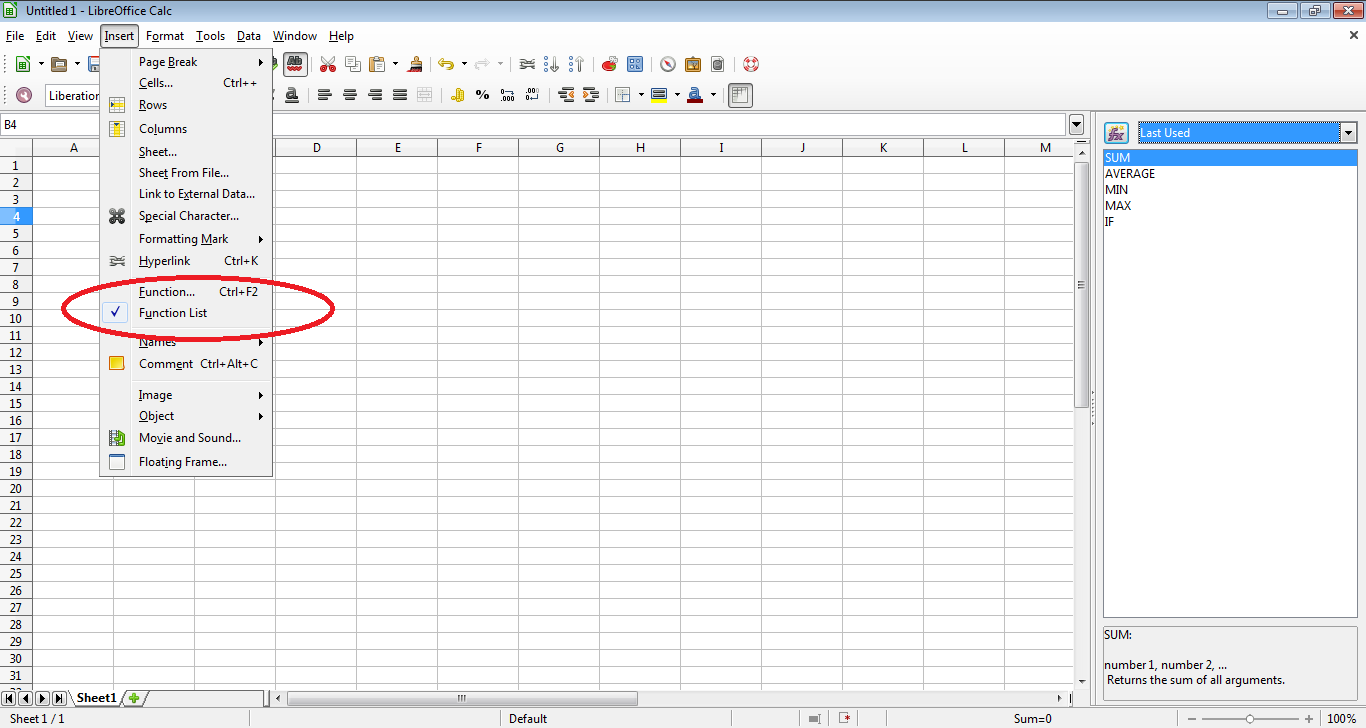 Untitled 1 - LibreOffice Calc
File Edit View Insert Format Tools Data Window Help
Liberation
B4
Page Break
Cells... Ctrl++
Rows
Columns
Sheet...
Sheet From File...
Link to External Data...
Special Character...
Formatting Mark
Hyperlink Ctrl+K
Function... Ctrl+F2
Function List
Names
Comment Ctrl+Alt+C
Image
Object
Movie and Sound...
Floating Frame...
A D E F G H I J K L M
1
2
3
4
5
6
7
8
9
10
11
12
13
14
15
16
17
18
19
20
21
22
23
24
25
26
27
28
29
30
31
Last Used
SUM
AVERAGE
MIN
MAX
IF
SUM:
number 1, number 2, ...
Returns the sum of all arguments.
Sheet1
Sheet 1 / 1 Default Sum=0 100%